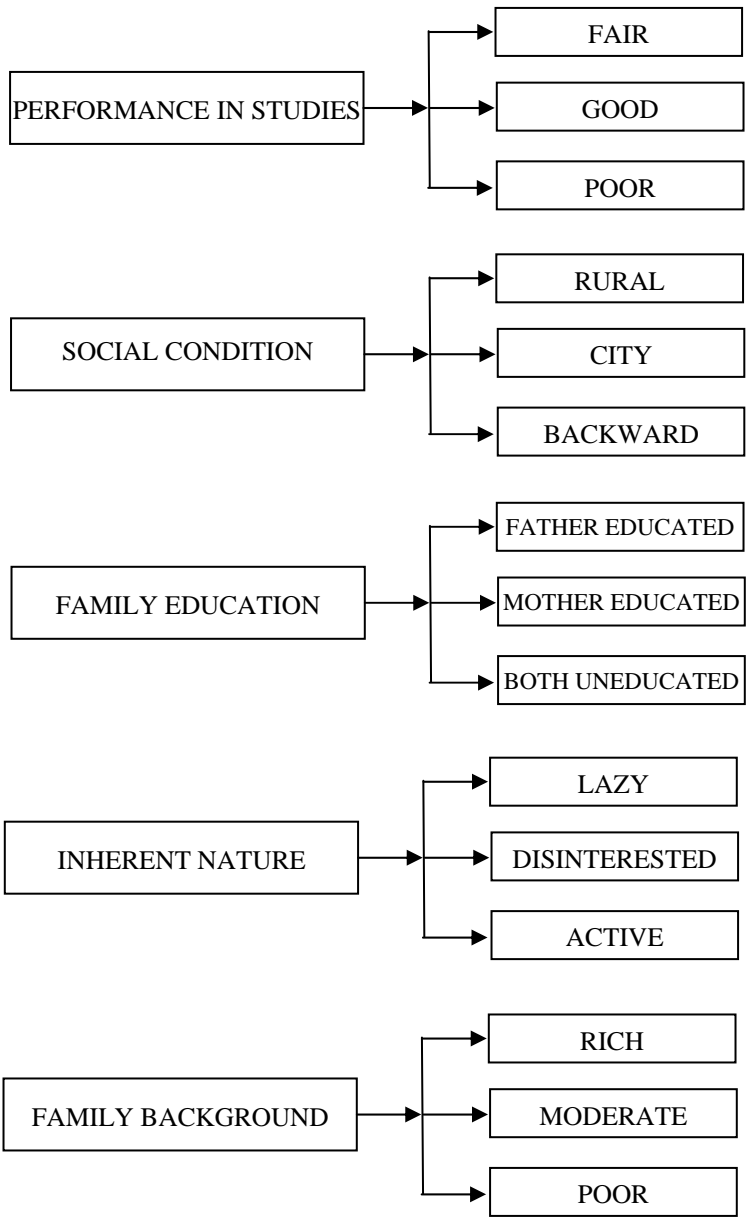 PERFORMANCE IN STUDIES
FAIR
GOOD
POOR
SOCIAL CONDITION
RURAL
CITY
BACKWARD
FAMILY EDUCATION
FATHER EDUCATED
MOTHER EDUCATED
BOTH UNEDUCATED
INHERENT NATURE
LAZY
DISINTERESTED
ACTIVE
FAMILY BACKGROUND
RICH
MODERATE
POOR